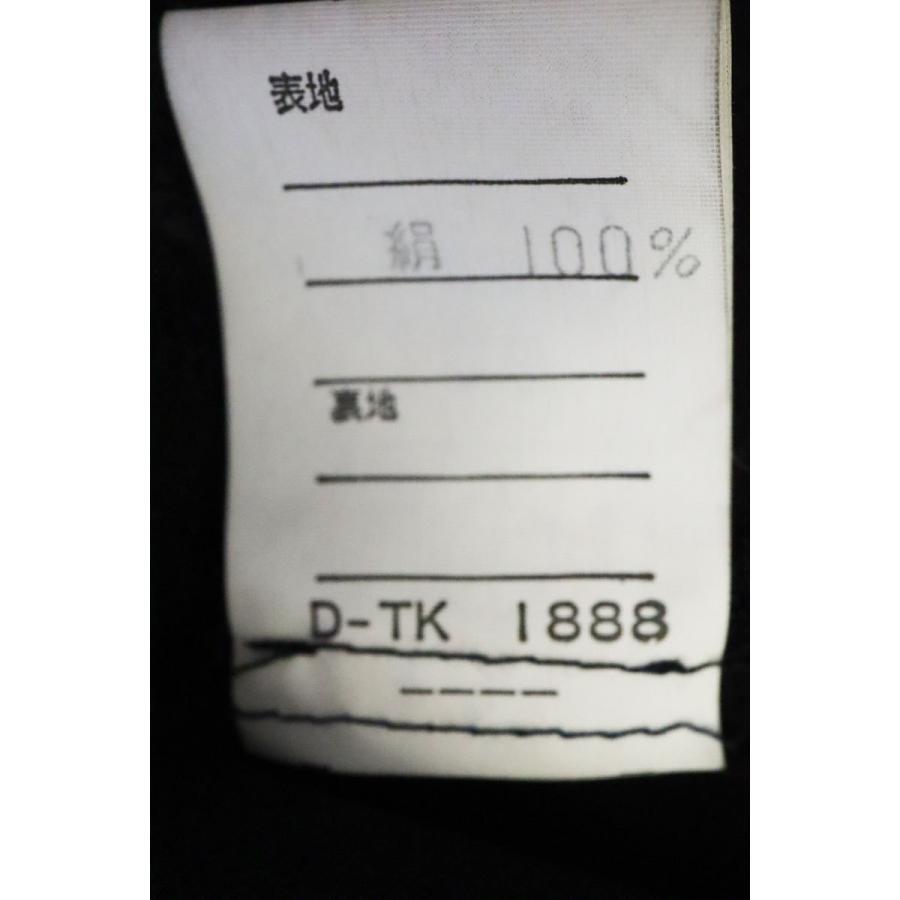 表地
絹 100%
裏地
D-TK 1888
----